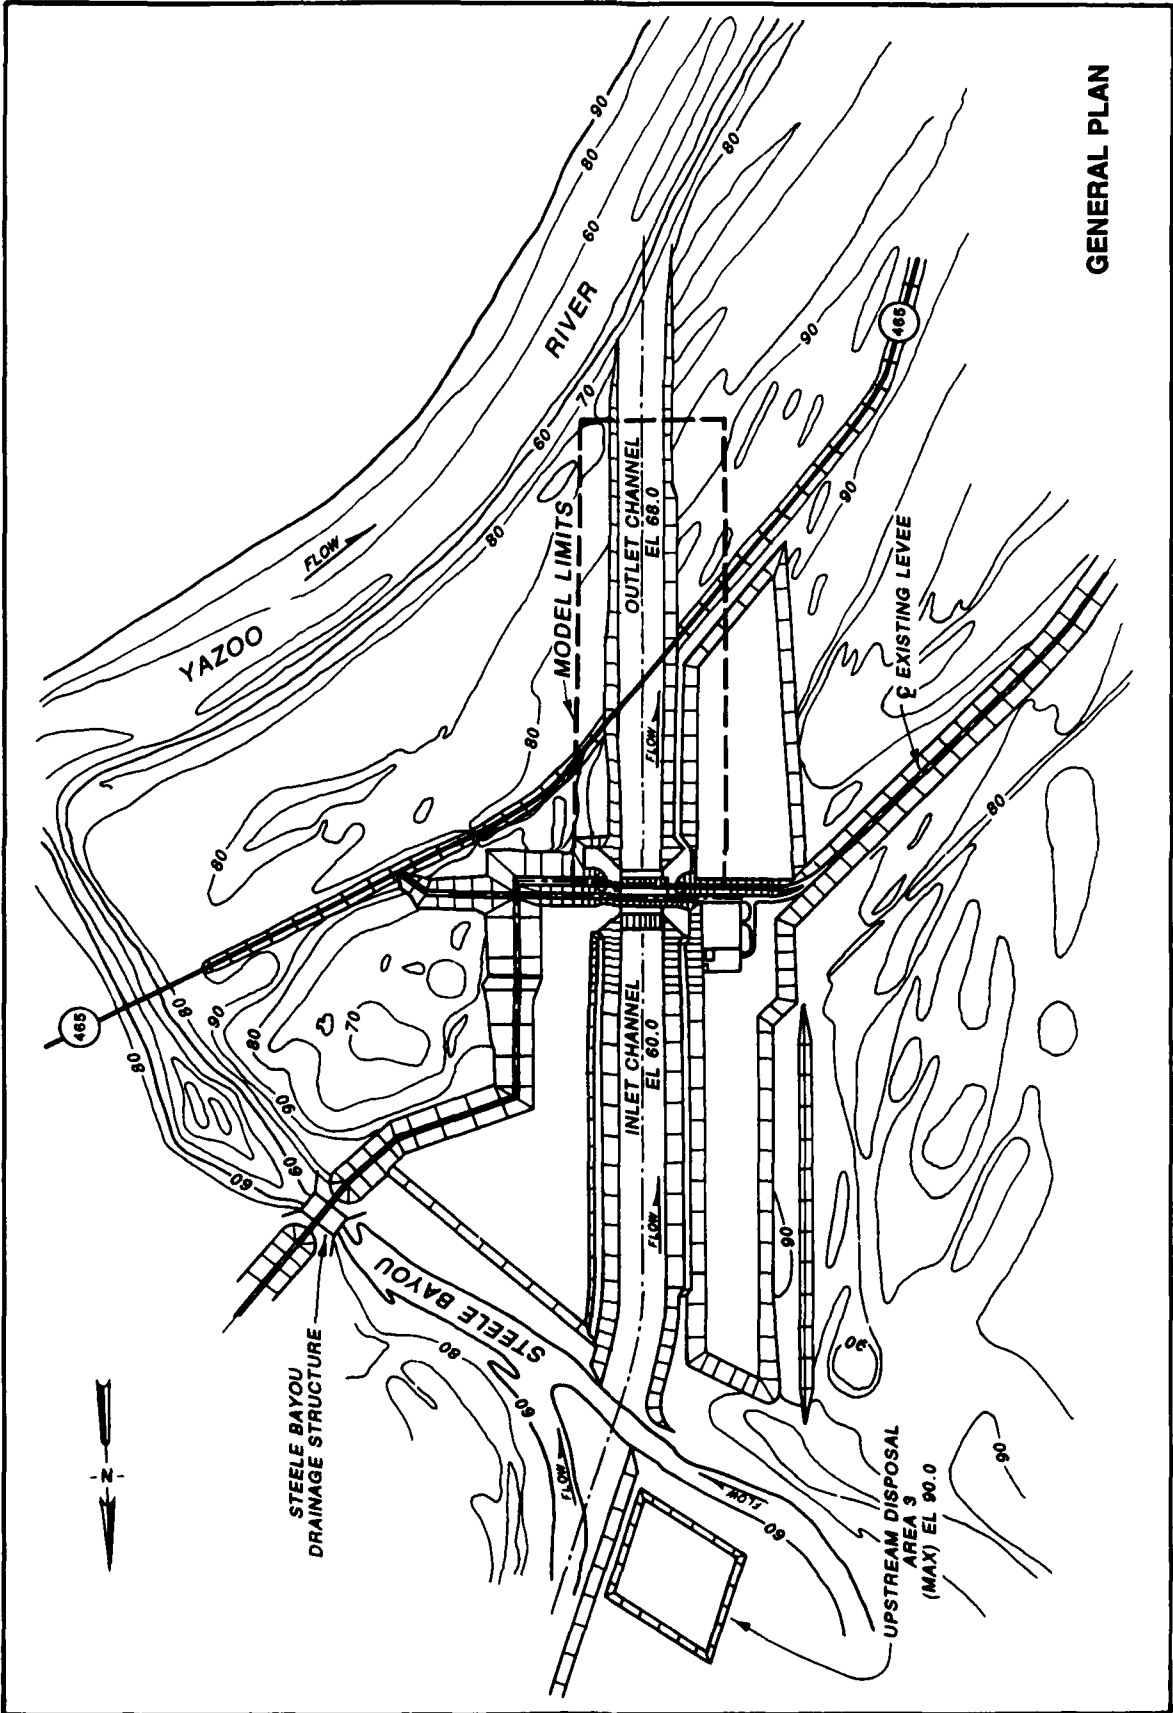 GENERAL PLAN
YAZOO
RIVER
FLOW
MODEL LIMITS
OUTLET CHANNEL
EL 68.0
FLOW
INLET CHANNEL
EL 60.0
FLOW
℄ EXISTING LEVEE
STEELE BAYOU
DRAINAGE STRUCTURE
STEELE BAYOU
FLOW
FLOW
UPSTREAM DISPOSAL
AREA 3
(MAX) EL 90.0
-N-
465
465
90
80
60
80
60
70
80
80
80
90
90
80
80
80
90
80
70
90
60
60
80
60
60
90
90
90